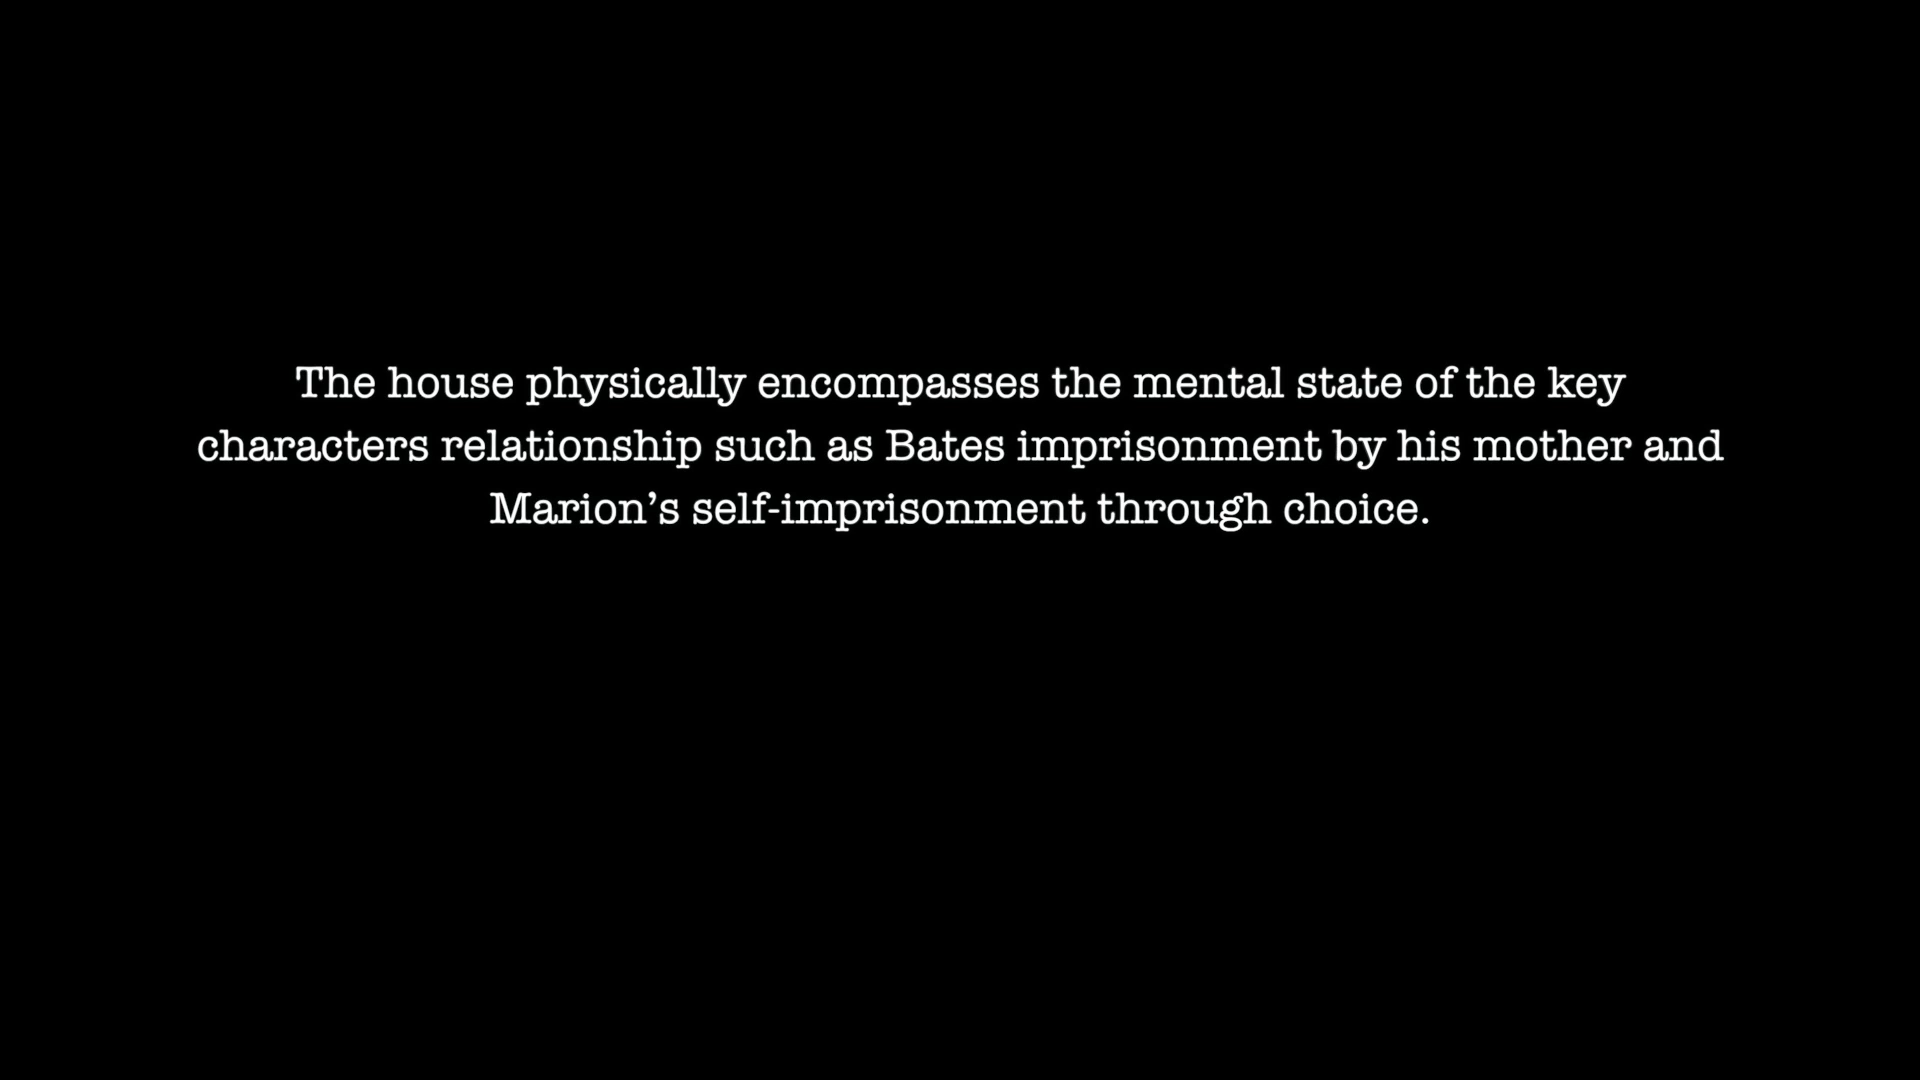 The house physically encompasses the mental state of the key
characters relationship such as Bates imprisonment by his mother and
Marion’s self-imprisonment through choice.